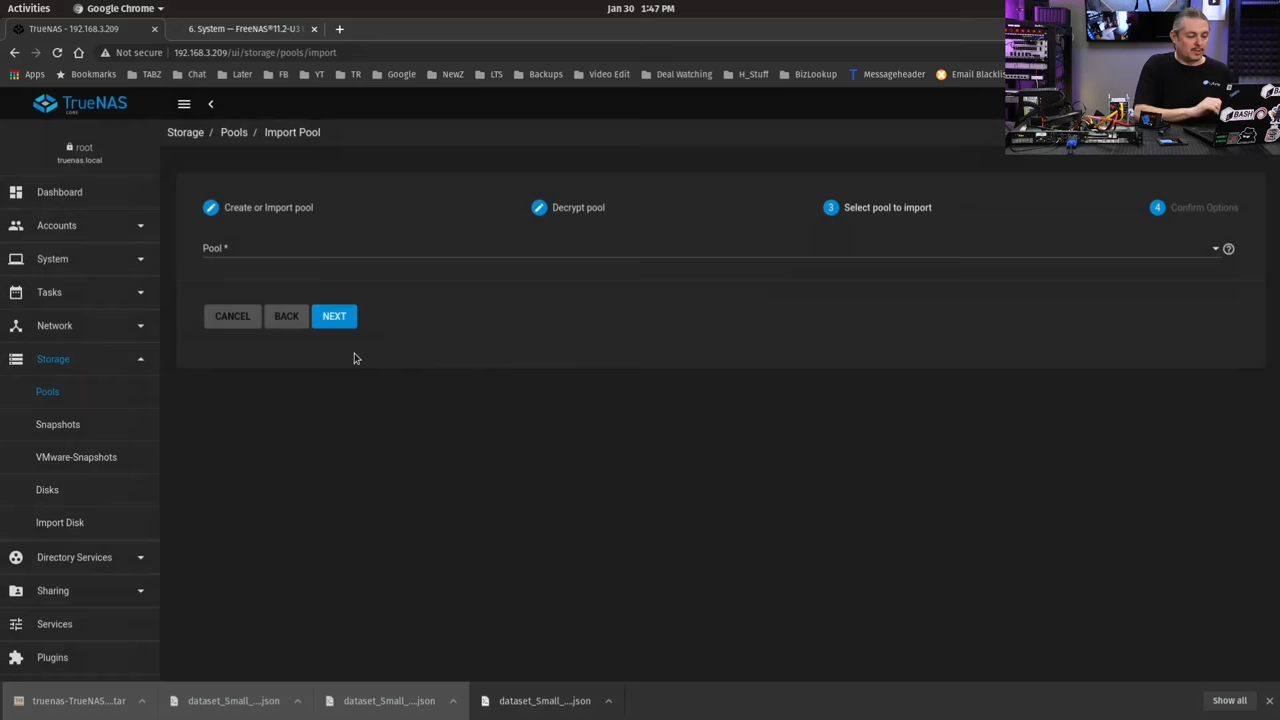 Activities
Google Chrome
Jan 30 1:47 PM
TrueNAS - 192.168.3.209
6. System — FreeNAS®11.2-U3
Not secure 192.168.3.209/ui/storage/pools/import
Apps Bookmarks TABZ Chat Later FB YT TR Google NewZ LTS Backups Video Edit Deal Watching H_Stuff BizLookup Messageheader Email Blacklis
TrueNAS
CORE
Storage / Pools / Import Pool
root
truenas.local
Create or Import pool
Decrypt pool
3 Select pool to import
4 Confirm Options
Pool *
CANCEL BACK NEXT
Dashboard
Accounts
System
Tasks
Network
Storage
Pools
Snapshots
VMware-Snapshots
Disks
Import Disk
Directory Services
Sharing
Services
Plugins
BASH
truenas-TrueNAS....tar
dataset_Small_....json
dataset_Small_....json
dataset_Small_....json
Show all